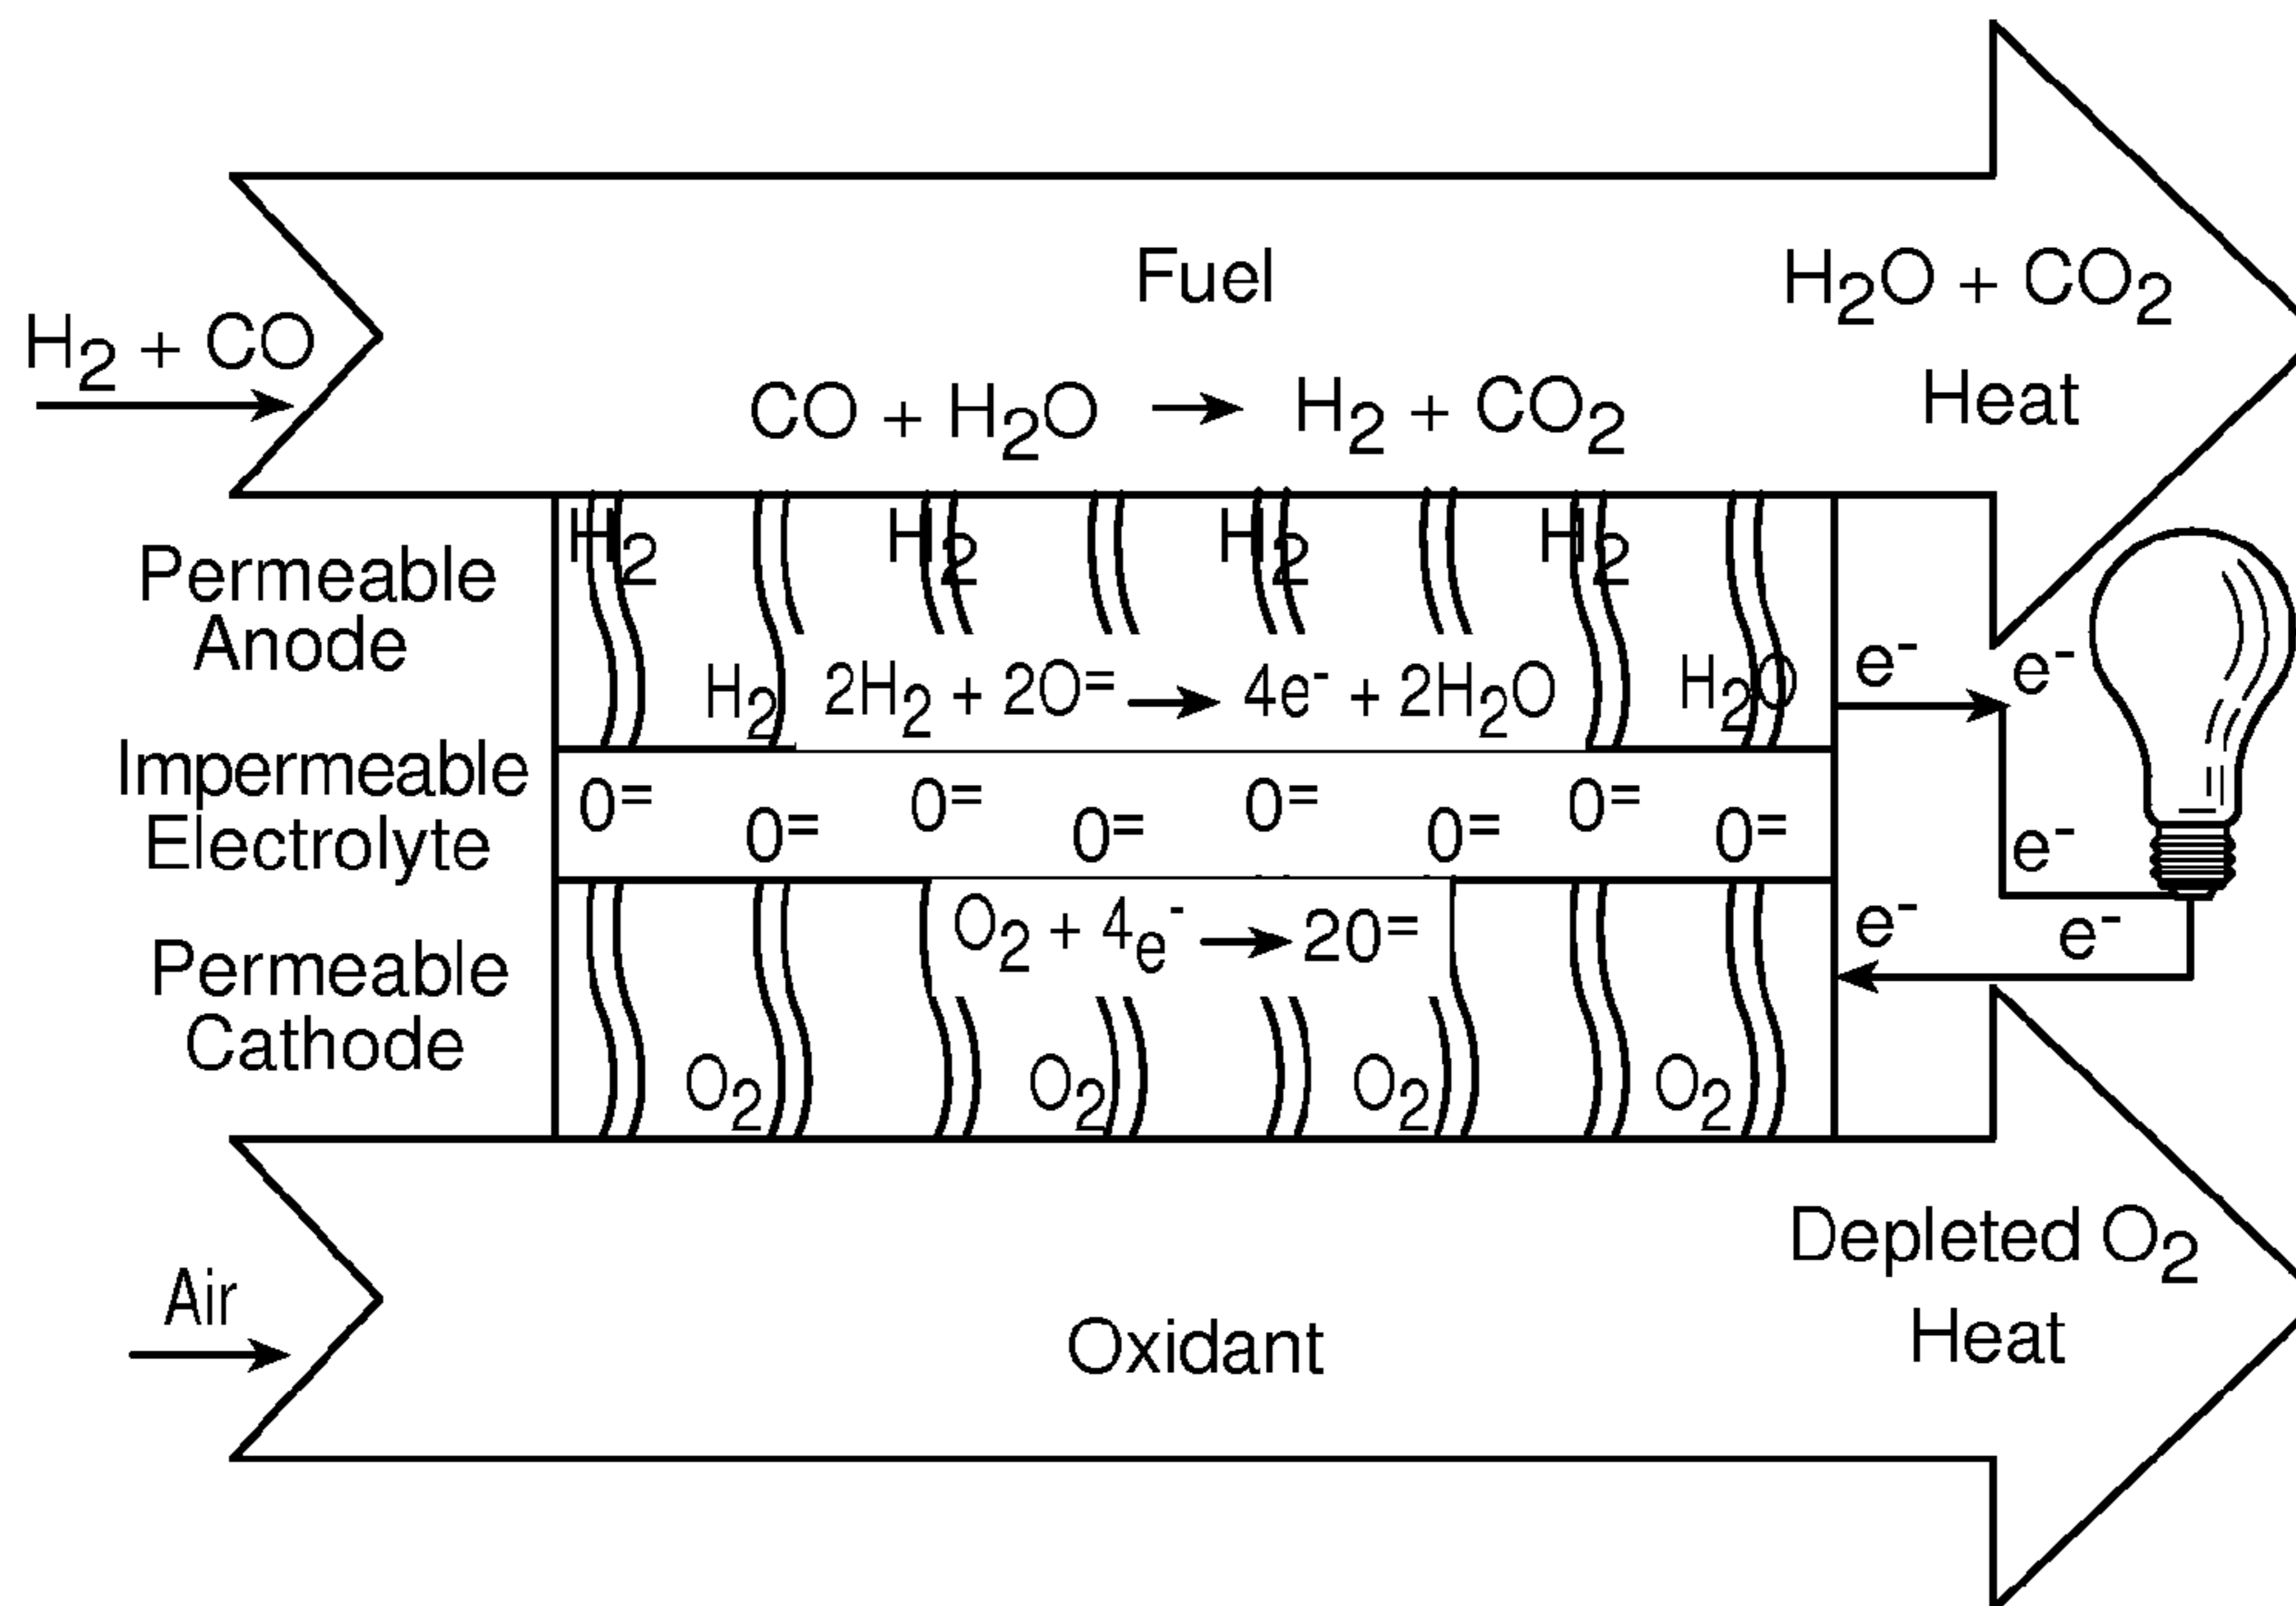 Fuel
H₂O + CO₂
H₂ + CO
CO + H₂O → H₂ + CO₂
Heat
H₂ H₂ H₂ H₂
Permeable
Anode
H₂ 2H₂ + 2O⁼ → 4e⁻ + 2H₂O H₂O
e⁻ e⁻
Impermeable
Electrolyte
O⁼ O⁼ O⁼ O⁼ O⁼ O⁼ O⁼ O⁼
e⁻
O₂ + 4e⁻ → 2O⁼
e⁻ e⁻
Permeable
Cathode
O₂ O₂ O₂ O₂
Depleted O₂
Heat
Air
Oxidant